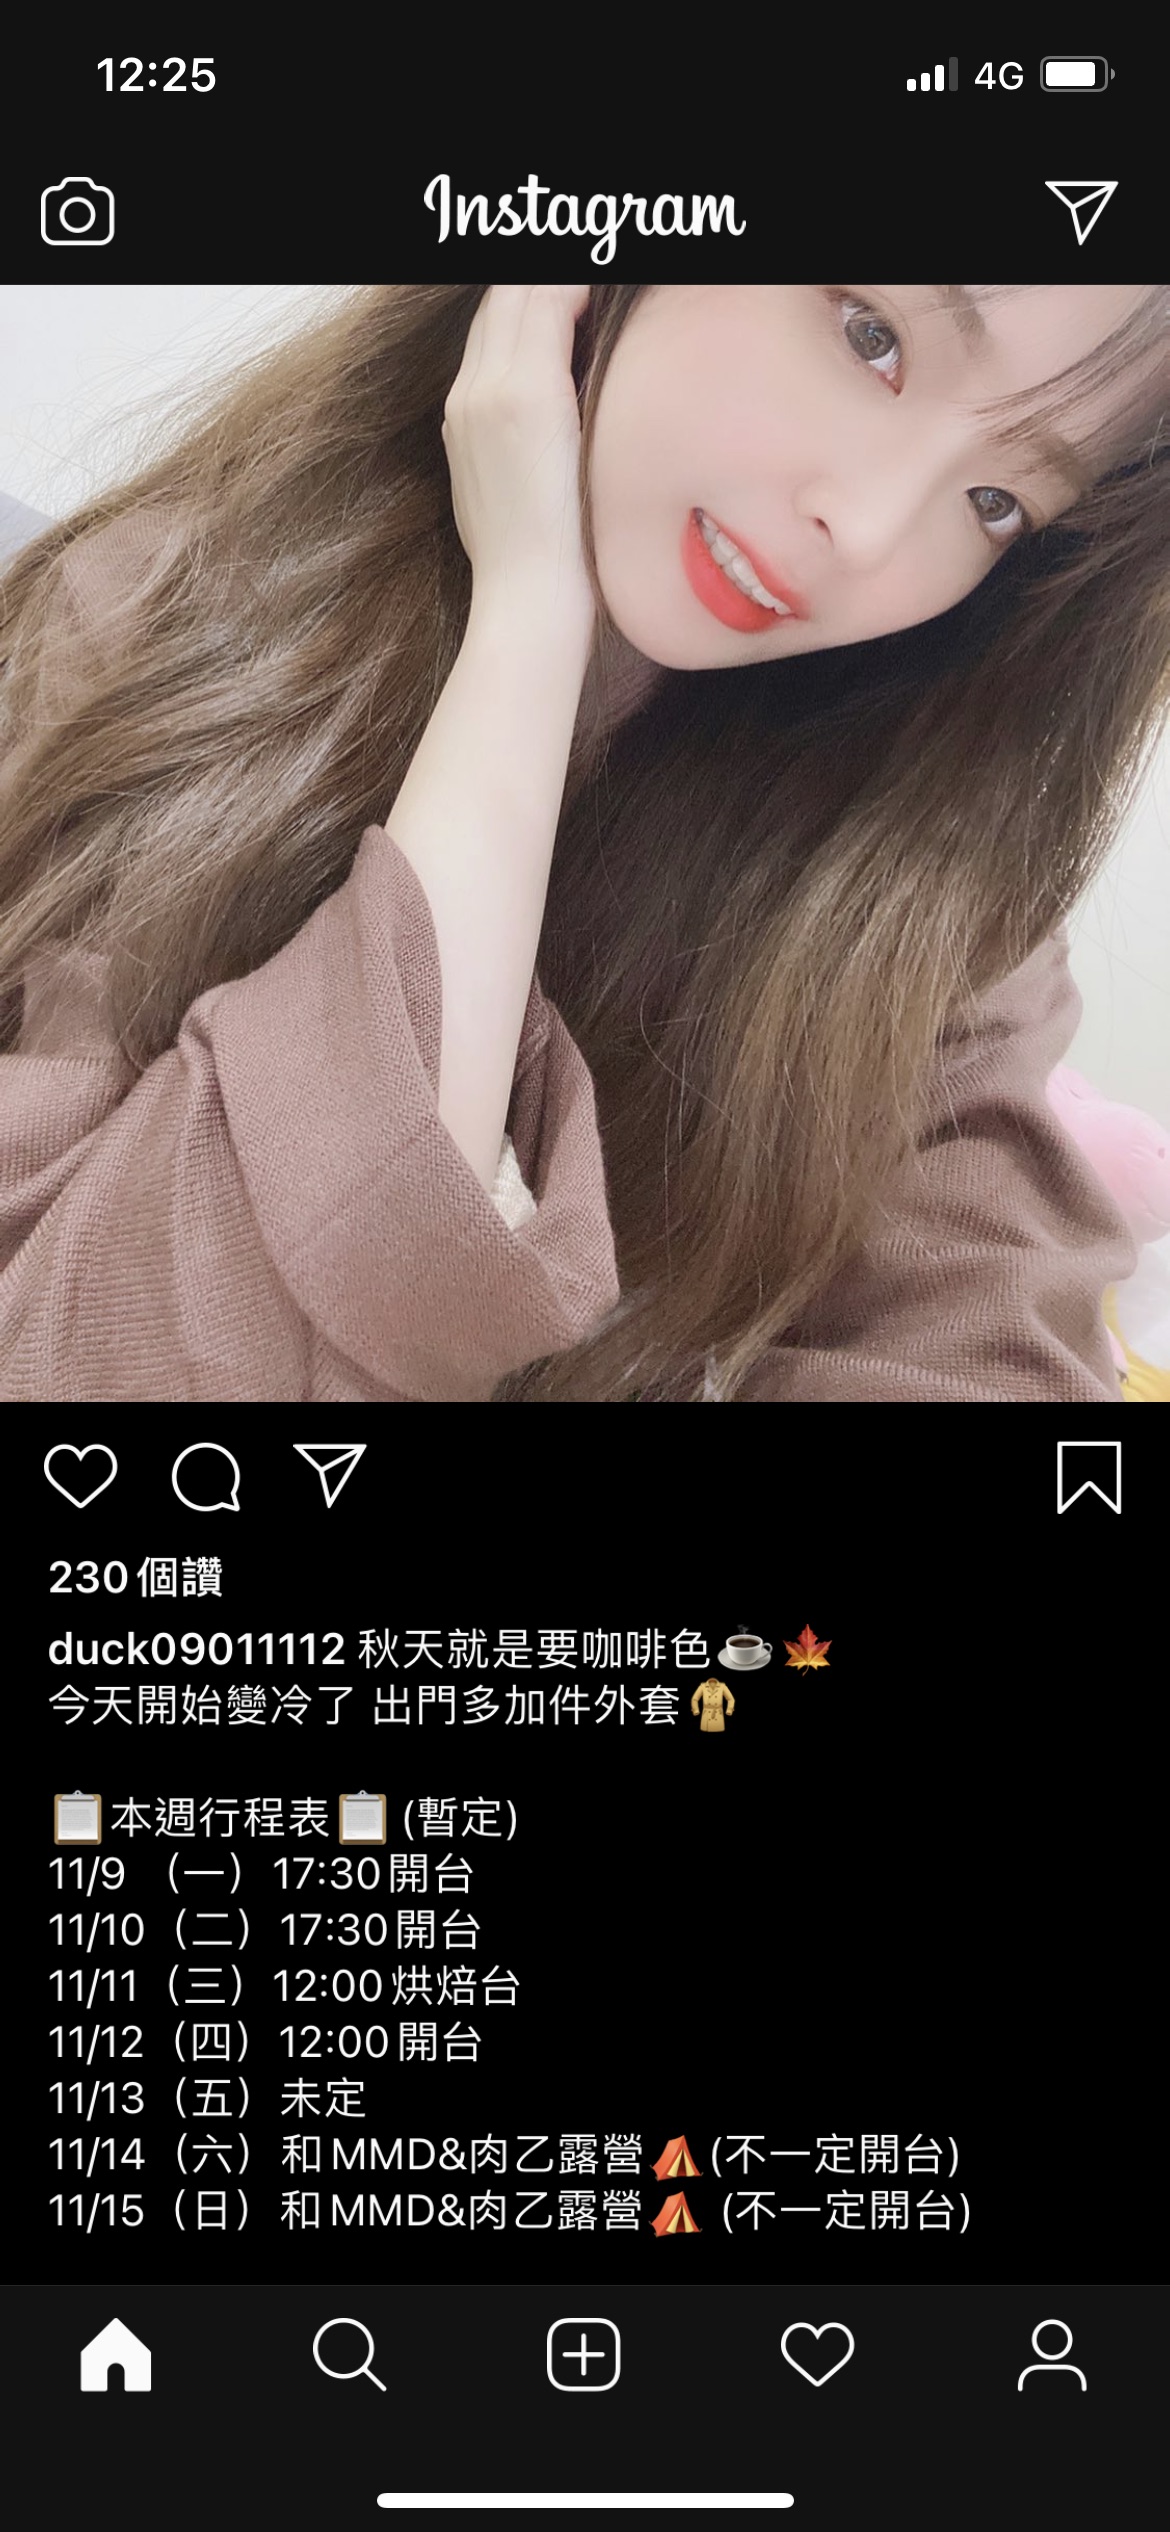 12:25
4G
Instagram
230個讚
duck09011112 秋天就是要咖啡色☕🍁
今天開始變冷了 出門多加件外套🧥
📋本週行程表📋 (暫定)
11/9 （一）17:30開台
11/10（二）17:30開台
11/11（三）12:00烘焙台
11/12（四）12:00開台
11/13（五）未定
11/14（六）和MMD&肉乙露營⛺(不一定開台)
11/15（日）和MMD&肉乙露營⛺ (不一定開台)